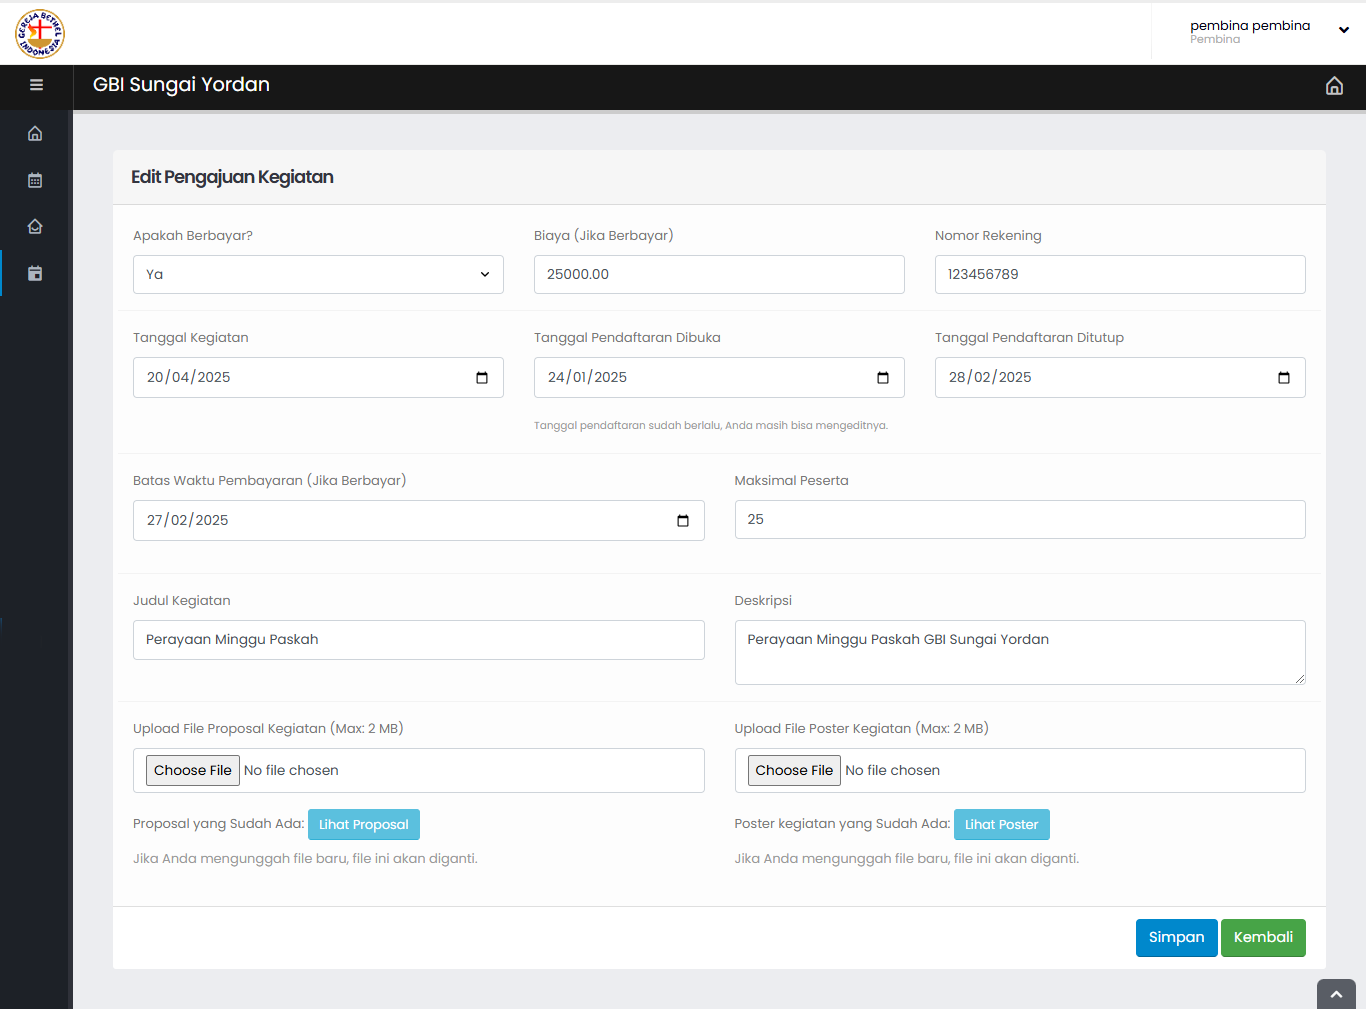 GEREJA BETHEL INDONESIA
pembina pembina
Pembina
GBI Sungai Yordan
Edit Pengajuan Kegiatan
Apakah Berbayar?
Biaya (Jika Berbayar)
Nomor Rekening
Ya
25000.00
123456789
Tanggal Kegiatan
Tanggal Pendaftaran Dibuka
Tanggal Pendaftaran Ditutup
20/04/2025
24/01/2025
28/02/2025
Tanggal pendaftaran sudah berlalu, Anda masih bisa mengeditnya.
Batas Waktu Pembayaran (Jika Berbayar)
Maksimal Peserta
27/02/2025
25
Judul Kegiatan
Deskripsi
Perayaan Minggu Paskah
Perayaan Minggu Paskah GBI Sungai Yordan
Upload File Proposal Kegiatan (Max: 2 MB)
Upload File Poster Kegiatan (Max: 2 MB)
Choose File No file chosen
Choose File No file chosen
Proposal yang Sudah Ada: Lihat Proposal
Poster kegiatan yang Sudah Ada: Lihat Poster
Jika Anda mengunggah file baru, file ini akan diganti.
Jika Anda mengunggah file baru, file ini akan diganti.
Simpan
Kembali